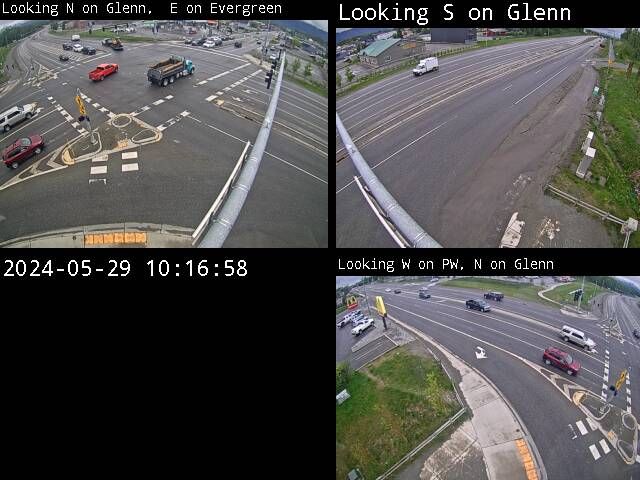 Looking N on Glenn, E on Evergreen
Looking S on Glenn
2024-05-29 10:16:58
Looking W on PW, N on Glenn